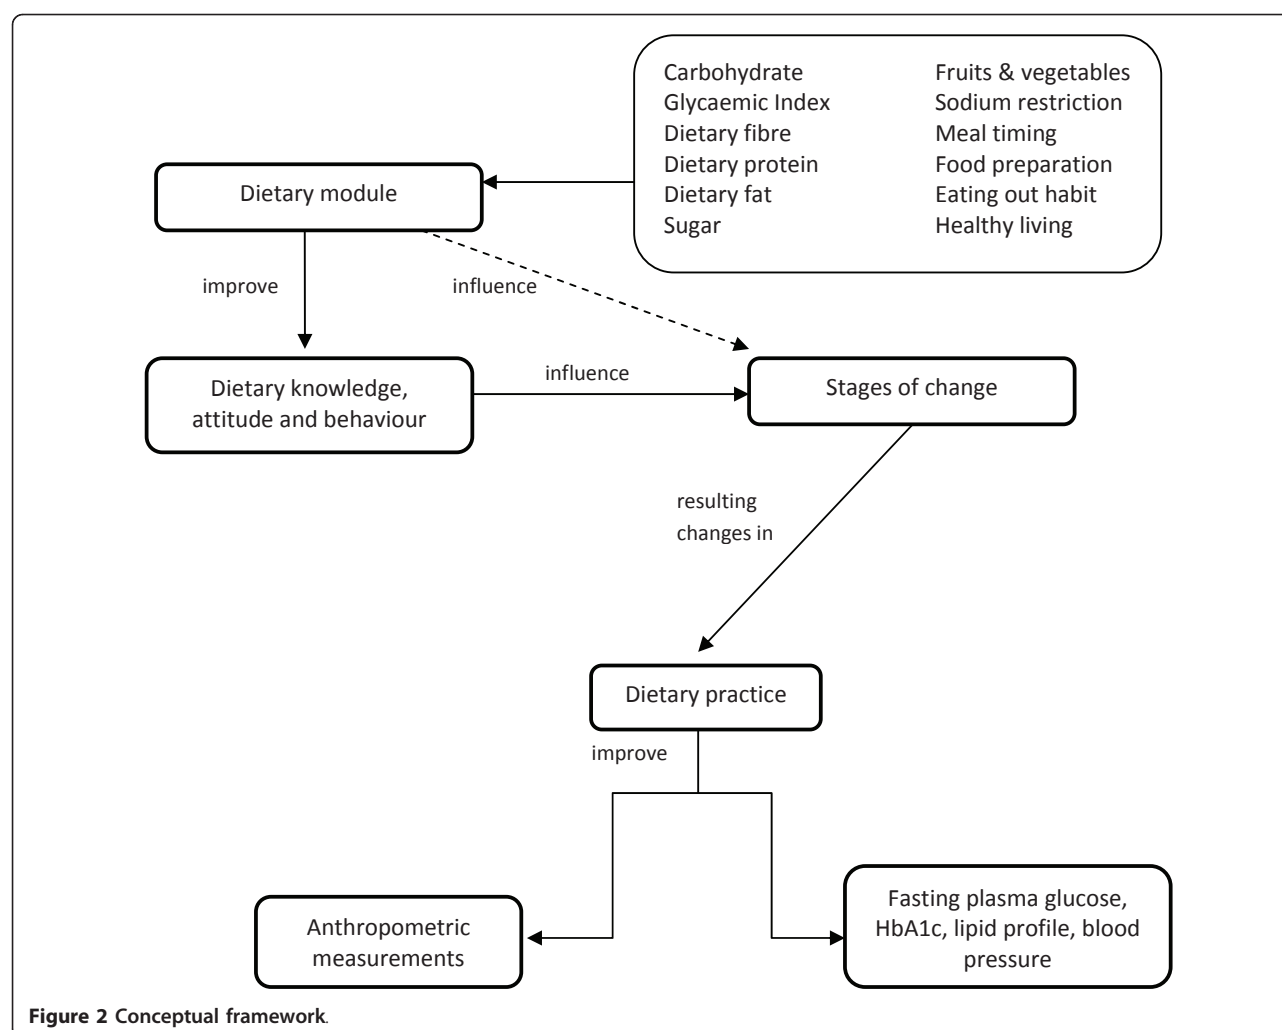 Carbohydrate
Glycaemic Index
Dietary fibre
Dietary protein
Dietary fat
Sugar
Fruits & vegetables
Sodium restriction
Meal timing
Food preparation
Eating out habit
Healthy living
Dietary module
improve
influence
Dietary knowledge,
attitude and behaviour
influence
Stages of change
resulting
changes in
Dietary practice
improve
Anthropometric
measurements
Fasting plasma glucose,
HbA1c, lipid profile, blood
pressure
Figure 2 Conceptual framework.